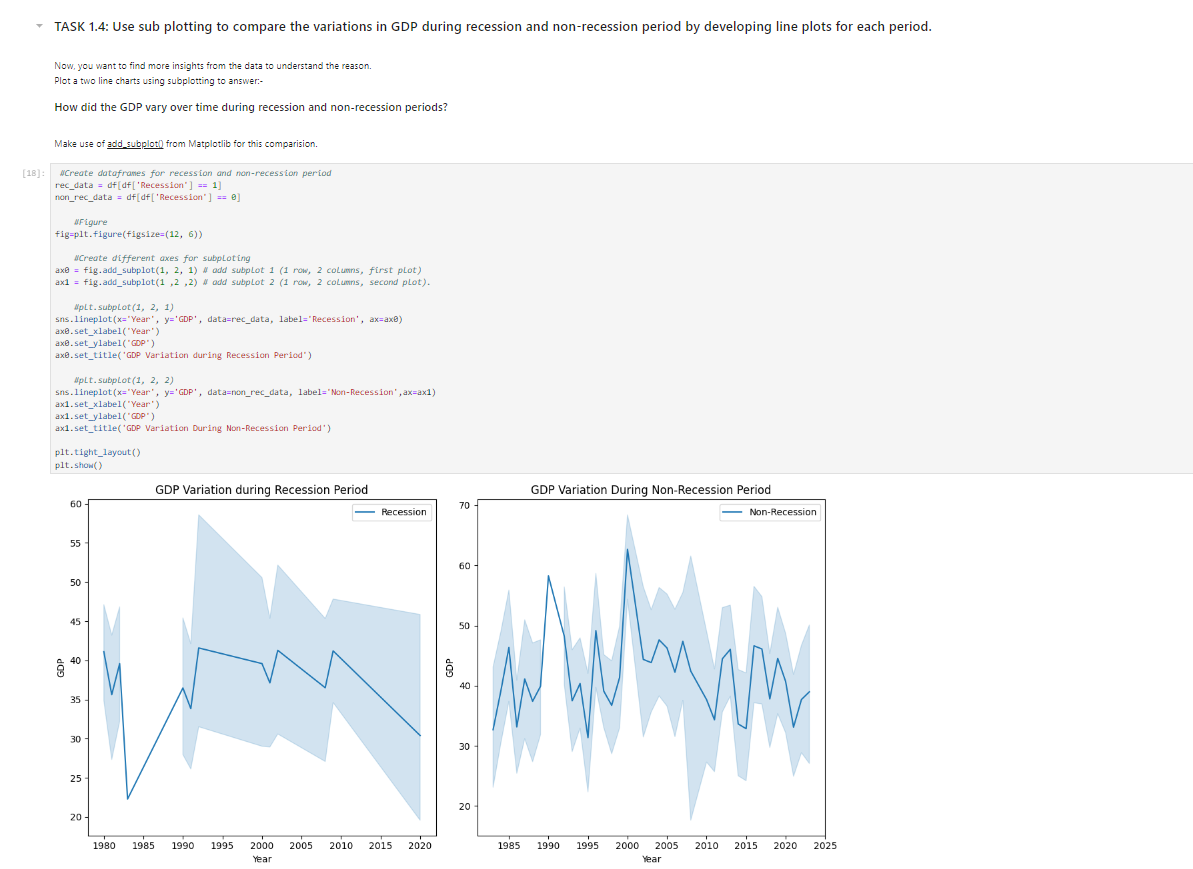 TASK 1.4: Use sub plotting to compare the variations in GDP during recession and non-recession period by developing line plots for each period.
Now, you want to find more insights from the data to understand the reason.
Plot a two line charts using subplotting to answer:-
How did the GDP vary over time during recession and non-recession periods?
Make use of add_subplot() from Matplotlib for this comparision.
[18]:
#Create dataframes for recession and non-recession period
rec_data = df[df['Recession'] == 1]
non_rec_data = df[df['Recession'] == 0]
#Figure
fig=plt.figure(figsize=(12, 6))
#Create different axes for subploting
ax0 = fig.add_subplot(1, 2, 1) # add subplot 1 (1 row, 2 columns, first plot)
ax1 = fig.add_subplot(1 ,2 ,2) # add subplot 2 (1 row, 2 columns, second plot).
#plt.subplot(1, 2, 1)
sns.lineplot(x='Year', y='GDP', data=rec_data, label='Recession', ax=ax0)
ax0.set_xlabel('Year')
ax0.set_ylabel('GDP')
ax0.set_title('GDP Variation during Recession Period')
#plt.subplot(1, 2, 2)
sns.lineplot(x='Year', y='GDP', data=non_rec_data, label='Non-Recession',ax=ax1)
ax1.set_xlabel('Year')
ax1.set_ylabel('GDP')
ax1.set_title('GDP Variation During Non-Recession Period')
plt.tight_layout()
plt.show()
GDP Variation during Recession Period
Recession
60
55
50
45
40
35
30
25
20
GDP
1980 1985 1990 1995 2000 2005 2010 2015 2020
Year
GDP Variation During Non-Recession Period
Non-Recession
70
60
50
40
30
20
GDP
1985 1990 1995 2000 2005 2010 2015 2020 2025
Year